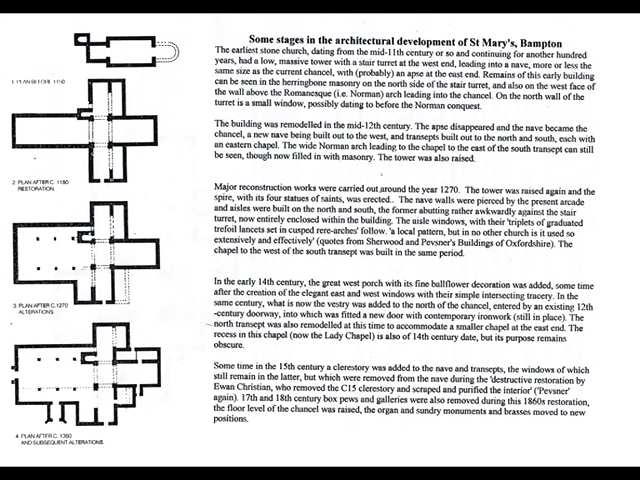 Some stages in the architectural development of St Mary's, Bampton
The earliest stone church, dating from the mid-11th century or so and continuing for another hundred
years, had a low, massive tower with a stair turret at the west end, leading into a nave, more or less the
same size as the current chancel, with (probably) an apse at the east end. Remains of this early building
can be seen in the herringbone masonry on the north side of the stair turret, and also on the west face of
the wall above the Romanesque (i.e. Norman) arch leading into the chancel. On the north wall of the
turret is a small window, possibly dating to before the Norman conquest.
The building was remodelled in the mid-12th century. The apse disappeared and the nave became the
chancel, a new nave being built out to the west, and transepts built out to the north and south, each with
an eastern chapel. The wide Norman arch leading to the chapel to the east of the south transept can still
be seen, though now filled in with masonry. The tower was also raised.
Major reconstruction works were carried out around the year 1270. The tower was raised again and the
spire, with its four statues of saints, was erected.. The nave walls were pierced by the present arcade
and aisles were built on the north and south, the former abutting rather awkwardly against the stair
turret, now entirely enclosed within the building. The aisle windows, with their 'triplets of graduated
trefoil lancets set in cusped rere-arches' follow. 'a local pattern, but in no other church is it used so
extensively and effectively' (quotes from Sherwood and Pevsner's Buildings of Oxfordshire). The
chapel to the west of the south transept was built in the same period.
In the early 14th century, the great west porch with its fine ballflower decoration was added, some time
after the creation of the elegant east and west windows with their simple intersecting tracery. In the
same century, what is now the vestry was added to the north of the chancel, entered by an existing 12th
-century doorway, into which was fitted a new door with contemporary ironwork (still in place). The
north transept was also remodelled at this time to accommodate a smaller chapel at the east end. The
recess in this chapel (now the Lady Chapel) is also of 14th century date, but its purpose remains
obscure.
Some time in the 15th century a clerestory was added to the nave and transepts, the windows of which
still remain in the latter, but which were removed from the nave during the 'destructive restoration by
Ewan Christian, who removed the C15 clerestory and scraped and purified the interior' ('Pevsner'
again). 17th and 18th century box pews and galleries were also removed during this 1860s restoration,
the floor level of the chancel was raised, the organ and sundry monuments and brasses moved to new
positions.
1. PLAN BEFORE 1150
2. PLAN AFTER C. 1150
RESTORATION.
3. PLAN AFTER C.1270
ALTERATIONS.
4. PLAN AFTER C. 1350
AND SUBSEQUENT ALTERATIONS.